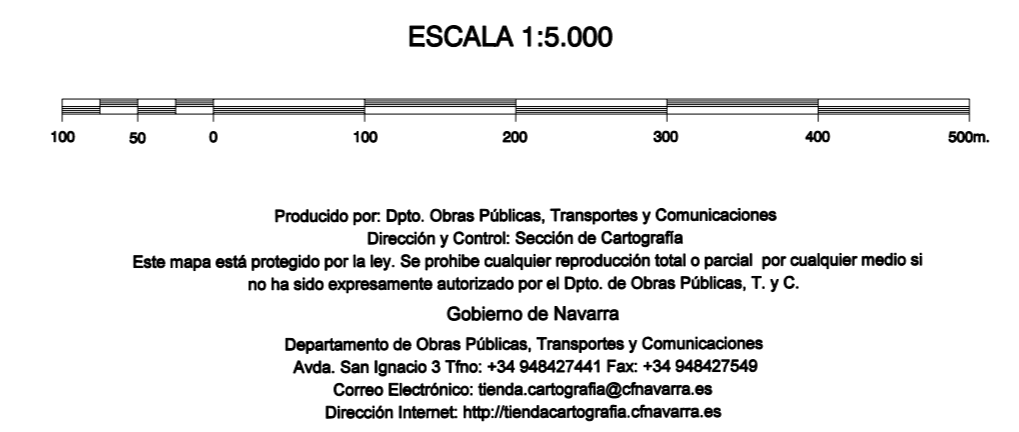 ESCALA 1:5.000
100 50 0 100 200 300 400 500m.
Producido por: Dpto. Obras Públicas, Transportes y Comunicaciones
Dirección y Control: Sección de Cartografía
Este mapa está protegido por la ley. Se prohibe cualquier reproducción total o parcial por cualquier medio si
no ha sido expresamente autorizado por el Dpto. de Obras Públicas, T. y C.
Gobierno de Navarra
Departamento de Obras Públicas, Transportes y Comunicaciones
Avda. San Ignacio 3 Tfno: +34 948427441 Fax: +34 948427549
Correo Electrónico: tienda.cartografia@cfnavarra.es
Dirección Internet: http://tiendacartografia.cfnavarra.es